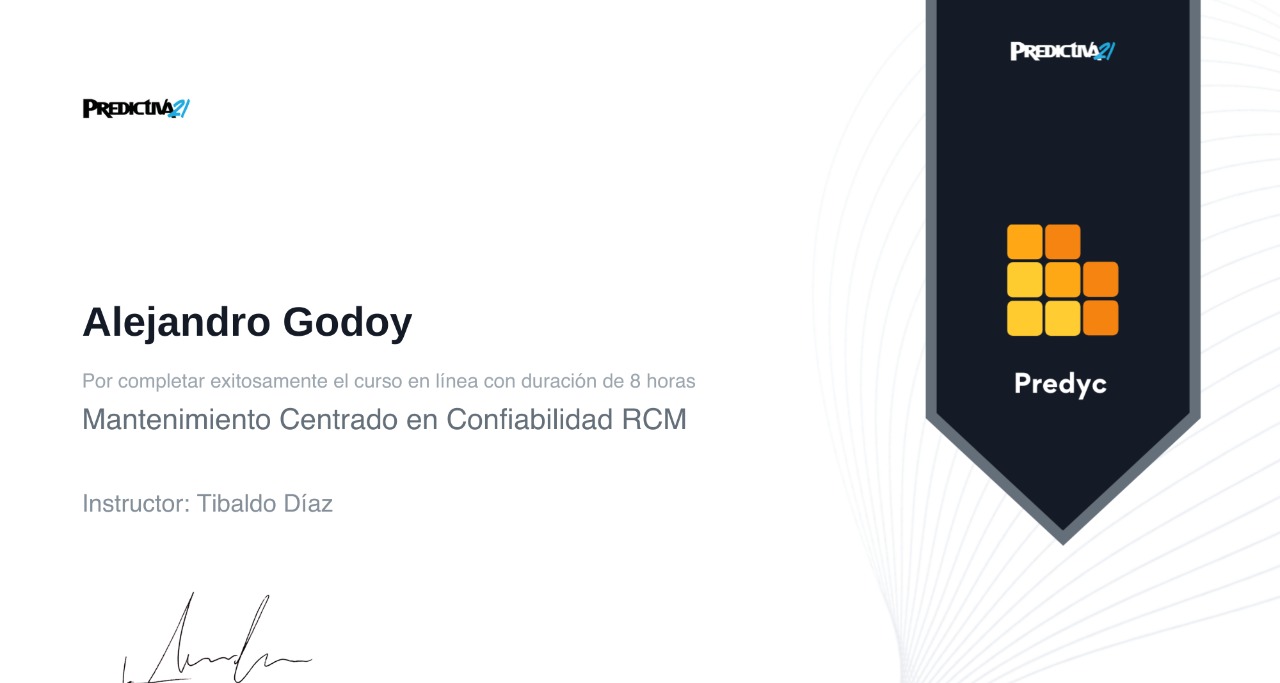 PREDICTIVA21
PREDICTIVA21
Alejandro Godoy
Por completar exitosamente el curso en línea con duración de 8 horas
Mantenimiento Centrado en Confiabilidad RCM
Predyc
Instructor: Tibaldo Díaz